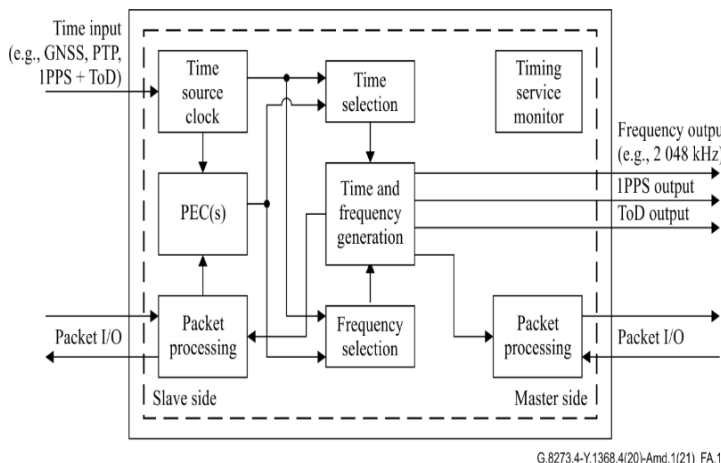 Time input
(e.g., GNSS, PTP,
1PPS + ToD)
Time
source
clock
Time
selection
Timing
service
monitor
Frequency output
(e.g., 2 048 kHz)
1PPS output
ToD output
PEC(s)
Time and
frequency
generation
Packet I/O
Packet
processing
Frequency
selection
Packet
processing
Packet I/O
Slave side
Master side
G.8273.4-Y.1368.4(20)-Amd.1(21)_FA.1